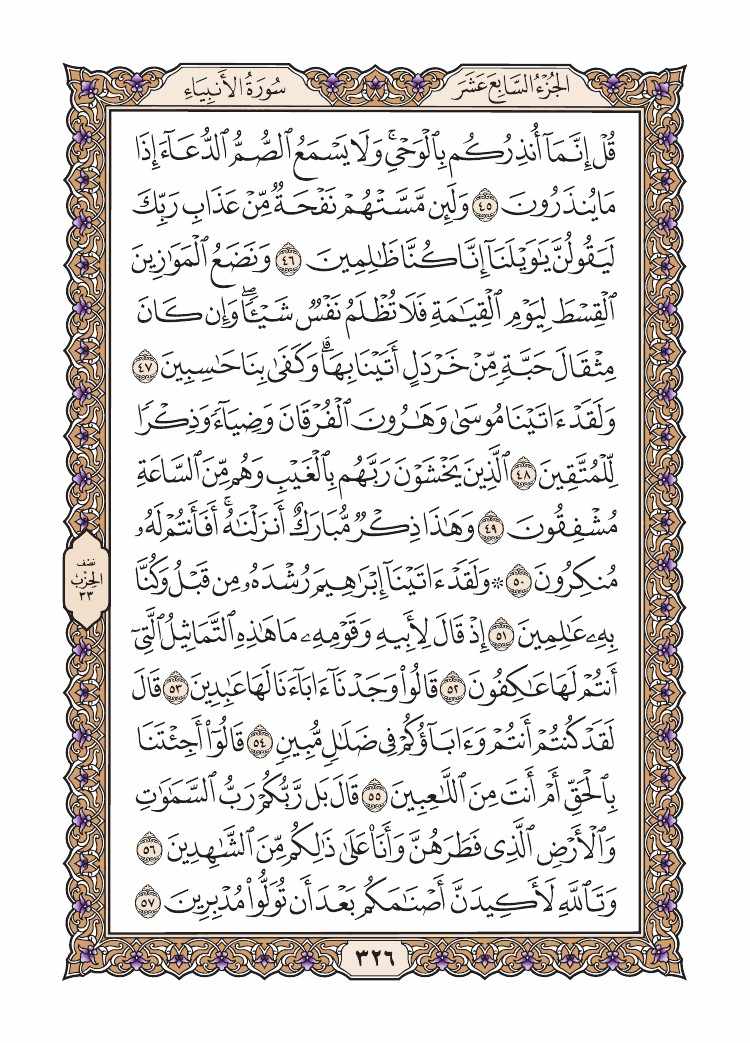 الجُزْءُ السَّابِعَ عَشَرَ
سُورَةُ الأَنبِيَاءِ
قُلۡ إِنَّمَآ أُنذِرُكُم بِٱلۡوَحۡيِۚ وَلَا يَسۡمَعُ ٱلصُّمُّ ٱلدُّعَآءَ إِذَا
مَا يُنذَرُونَ ٤٥ وَلَئِن مَّسَّتۡهُمۡ نَفۡحَةٞ مِّنۡ عَذَابِ رَبِّكَ
لَيَقُولُنَّ يَٰوَيۡلَنَآ إِنَّا كُنَّا ظَٰلِمِينَ ٤٦ وَنَضَعُ ٱلۡمَوَٰزِينَ
ٱلۡقِسۡطَ لِيَوۡمِ ٱلۡقِيَٰمَةِ فَلَا تُظۡلَمُ نَفۡسٞ شَيۡـٔٗاۖ وَإِن كَانَ
مِثۡقَالَ حَبَّةٖ مِّنۡ خَرۡدَلٍ أَتَيۡنَا بِهَاۗ وَكَفَىٰ بِنَا حَٰسِبِينَ ٤٧
وَلَقَدۡ ءَاتَيۡنَا مُوسَىٰ وَهَٰرُونَ ٱلۡفُرۡقَانَ وَضِيَآءٗ وَذِكۡرٗا
لِّلۡمُتَّقِينَ ٤٨ ٱلَّذِينَ يَخۡشَوۡنَ رَبَّهُم بِٱلۡغَيۡبِ وَهُم مِّنَ ٱلسَّاعَةِ
مُشۡفِقُونَ ٤٩ وَهَٰذَا ذِكۡرٞ مُّبَارَكٌ أَنزَلۡنَٰهُۚ أَفَأَنتُمۡ لَهُۥ
مُنكِرُونَ ٥٠ ۞ وَلَقَدۡ ءَاتَيۡنَآ إِبۡرَٰهِيمَ رُشۡدَهُۥ مِن قَبۡلُ وَكُنَّا
بِهِۦ عَٰلِمِينَ ٥١ إِذۡ قَالَ لِأَبِيهِ وَقَوۡمِهِۦ مَا هَٰذِهِ ٱلتَّمَاثِيلُ ٱلَّتِيٓ
أَنتُمۡ لَهَا عَٰكِفُونَ ٥٢ قَالُواْ وَجَدۡنَآ ءَابَآءَنَا لَهَا عَٰبِدِينَ ٥٣ قَالَ
لَقَدۡ كُنتُمۡ أَنتُمۡ وَءَابَآؤُكُمۡ فِي ضَلَٰلٖ مُّبِينٖ ٥٤ قَالُوٓاْ أَجِئۡتَنَا
بِٱلۡحَقِّ أَمۡ أَنتَ مِنَ ٱللَّٰعِبِينَ ٥٥ قَالَ بَل رَّبُّكُمۡ رَبُّ ٱلسَّمَٰوَٰتِ
وَٱلۡأَرۡضِ ٱلَّذِي فَطَرَهُنَّ وَأَنَا۠ عَلَىٰ ذَٰلِكُم مِّنَ ٱلشَّٰهِدِينَ ٥٦
وَتَٱللَّهِ لَأَكِيدَنَّ أَصۡنَٰمَكُم بَعۡدَ أَن تُوَلُّواْ مُدۡبِرِينَ ٥٧
نصف
الحِزْب
٣٣
٣٢٦